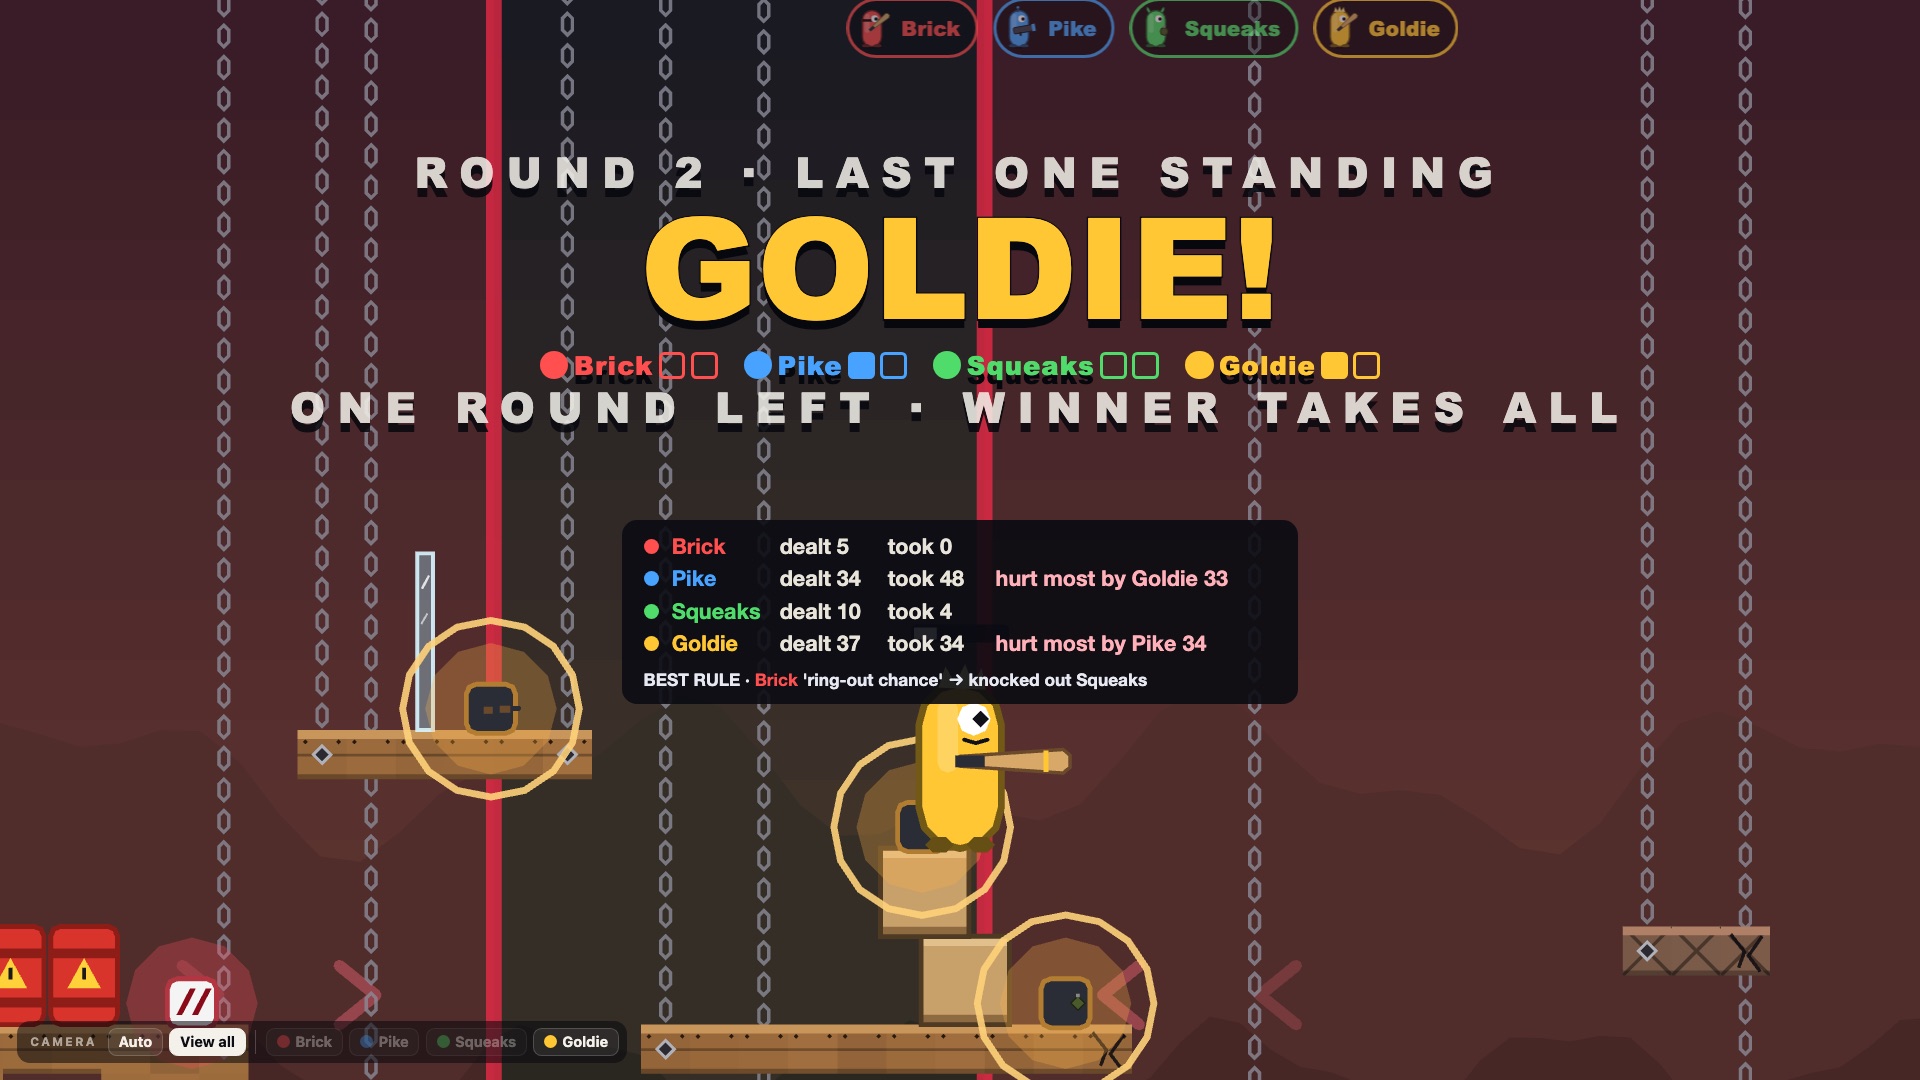 Brick Pike Squeaks Goldie
ROUND 2 · LAST ONE STANDING
GOLDIE!
Brick Pike Squeaks Goldie
ONE ROUND LEFT · WINNER TAKES ALL
Brick dealt 5 took 0
Pike dealt 34 took 48 hurt most by Goldie 33
Squeaks dealt 10 took 4
Goldie dealt 37 took 34 hurt most by Pike 34
BEST RULE · Brick 'ring-out chance' → knocked out Squeaks
CAMERA Auto View all Brick Pike Squeaks Goldie